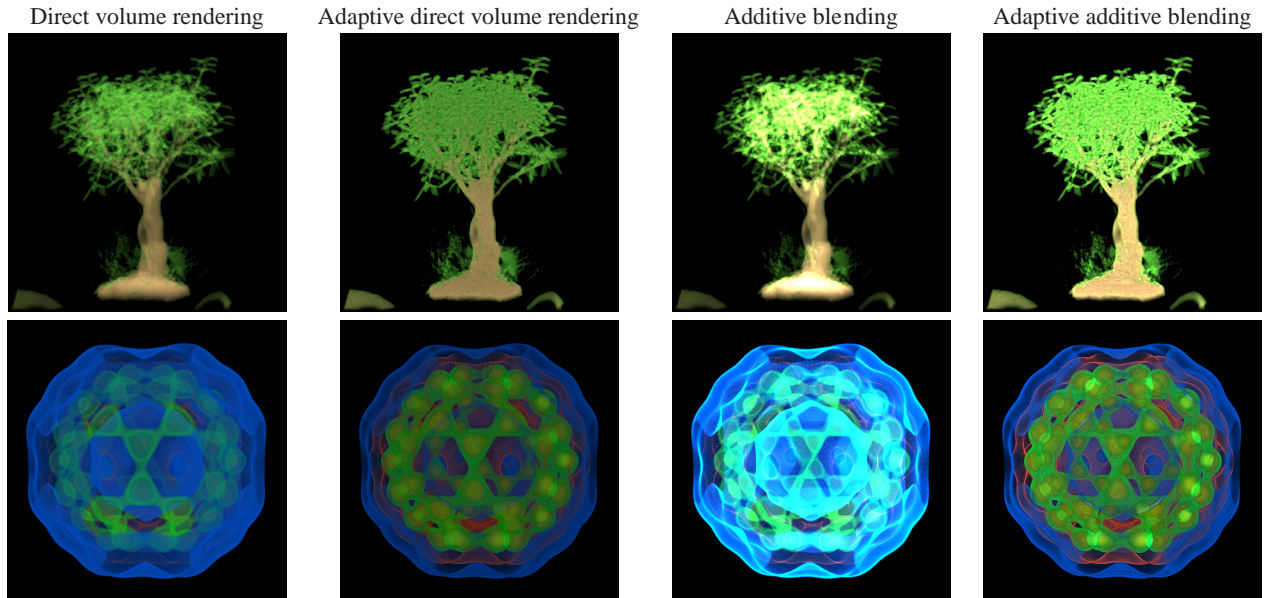 Direct volume rendering
Adaptive direct volume rendering
Additive blending
Adaptive additive blending